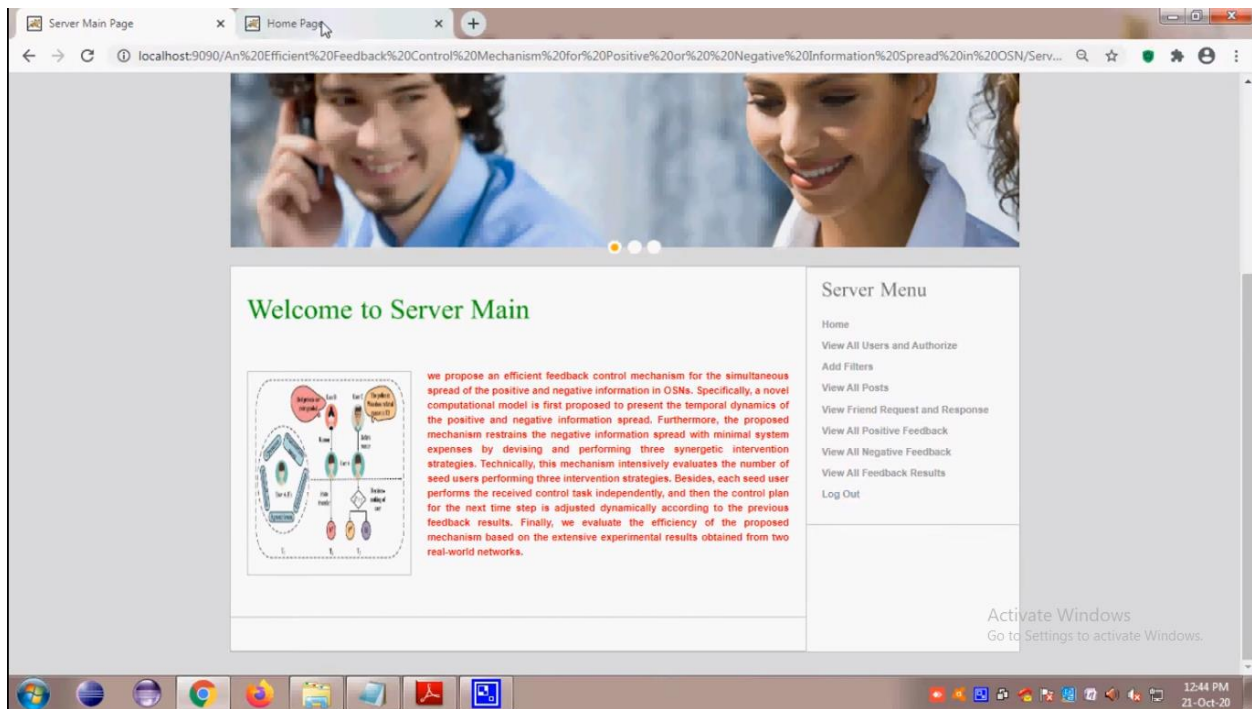 Server Main Page
Home Page
localhost:9090/An%20Efficient%20Feedback%20Control%20Mechanism%20for%20Positive%20or%20%20Negative%20Information%20Spread%20in%20OSN/Serv...
Welcome to Server Main
we propose an efficient feedback control mechanism for the simultaneous
spread of the positive and negative information in OSNs. Specifically, a novel
computational model is first proposed to present the temporal dynamics of
the positive and negative information spread. Furthermore, the proposed
mechanism restrains the negative information spread with minimal system
expenses by devising and performing three synergetic intervention
strategies. Technically, this mechanism intensively evaluates the number of
seed users performing three intervention strategies. Besides, each seed user
performs the received control task independently, and then the control plan
for the next time step is adjusted dynamically according to the previous
feedback results. Finally, we evaluate the efficiency of the proposed
mechanism based on the extensive experimental results obtained from two
real-world networks.
Server Menu
Home
View All Users and Authorize
Add Filters
View All Posts
View Friend Request and Response
View All Positive Feedback
View All Negative Feedback
View All Feedback Results
Log Out
Activate Windows
Go to Settings to activate Windows.
12:44 PM
21-Oct-20